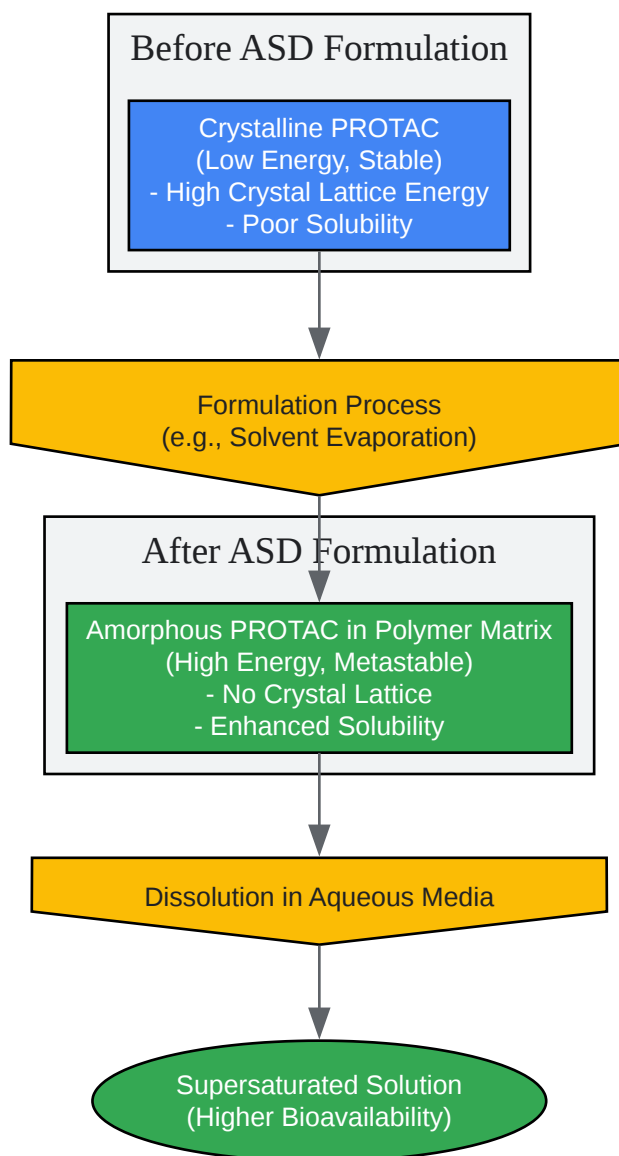 Before ASD Formulation
Crystalline PROTAC
(Low Energy, Stable)
- High Crystal Lattice Energy
- Poor Solubility
Formulation Process
(e.g., Solvent Evaporation)
After ASD Formulation
Amorphous PROTAC in Polymer Matrix
(High Energy, Metastable)
- No Crystal Lattice
- Enhanced Solubility
Dissolution in Aqueous Media
Supersaturated Solution
(Higher Bioavailability)